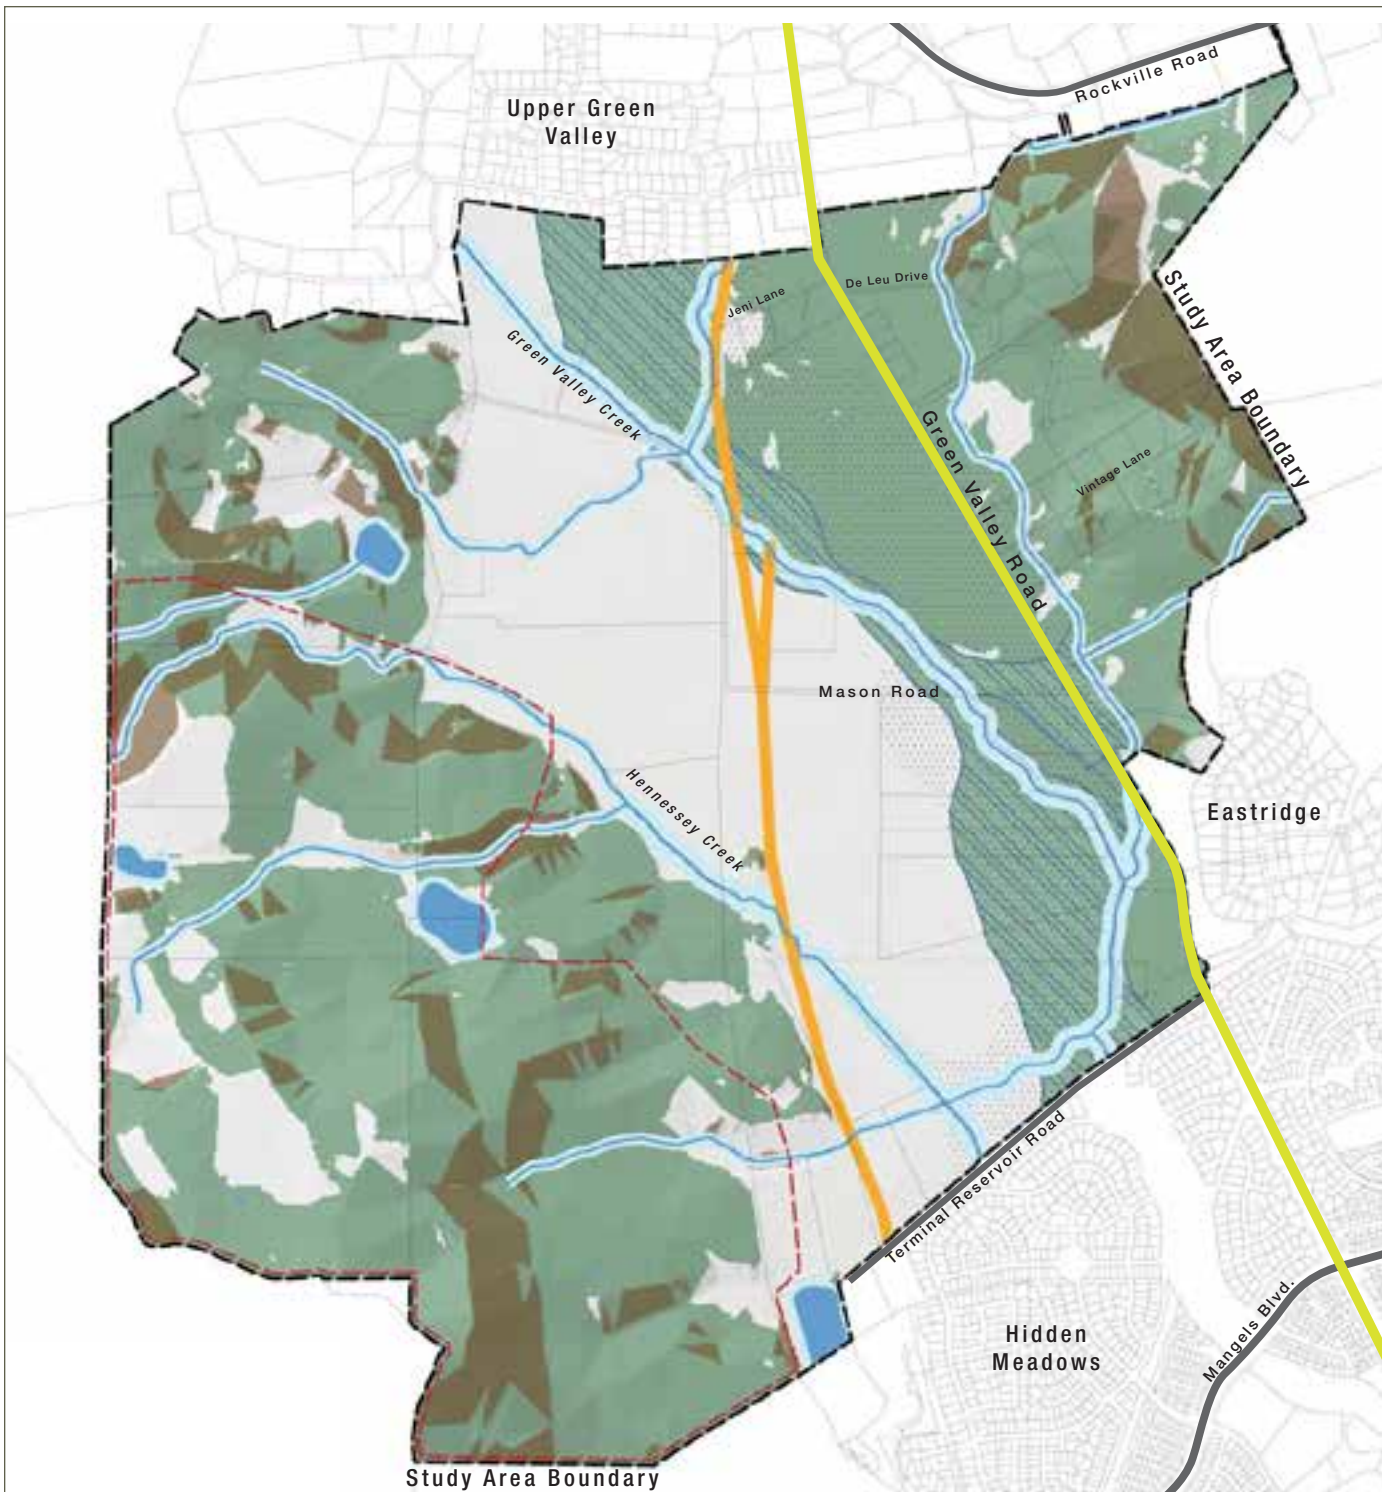 Rockville Road
Upper Green
Valley
De Leu Drive
Jeni Lane
Study Area Boundary
Green Valley Creek
Green Valley Road
Vintage Lane
Mason Road
Hennessey Creek
Eastridge
Terminal Reservoir Road
Hidden
Meadows
Mangels Blvd.
Study Area Boundary